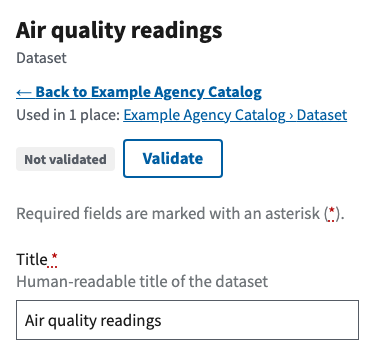 Air quality readings
Dataset
← Back to Example Agency Catalog
Used in 1 place: Example Agency Catalog › Dataset
Not validated Validate
Required fields are marked with an asterisk (*).
Title *
Human-readable title of the dataset
Air quality readings